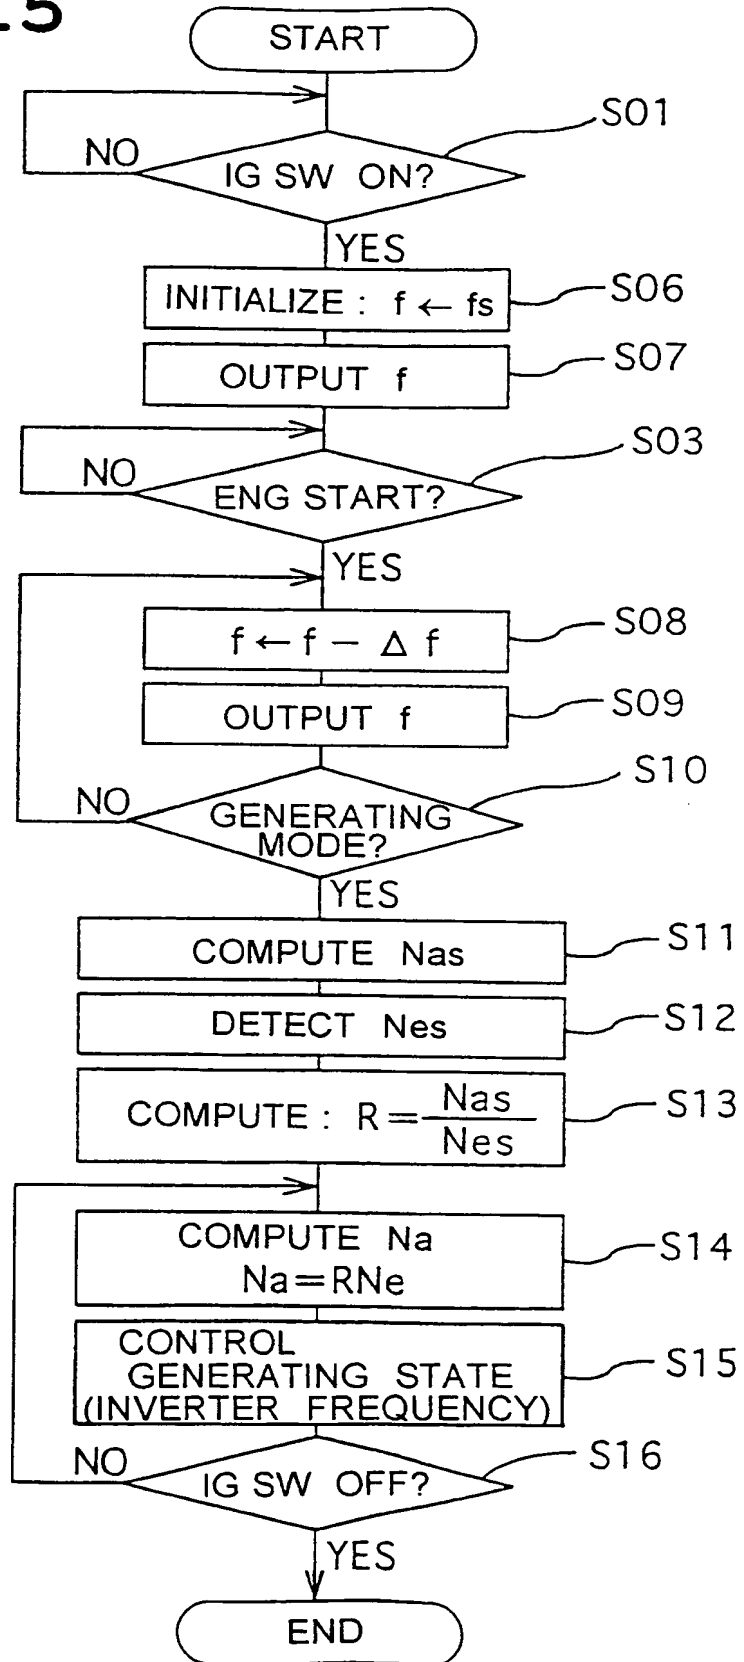 15
START
S01
NO
IG SW ON?
YES
INITIALIZE : f ← fs
S06
OUTPUT f
S07
S03
NO
ENG START?
YES
f ← f − Δ f
S08
OUTPUT f
S09
S10
NO
GENERATING
MODE?
YES
COMPUTE Nas
S11
DETECT Nes
S12
COMPUTE : R = Nas
Nes
S13
COMPUTE Na
Na=RNe
S14
CONTROL
GENERATING STATE
(INVERTER FREQUENCY)
S15
NO
IG SW OFF?
S16
YES
END